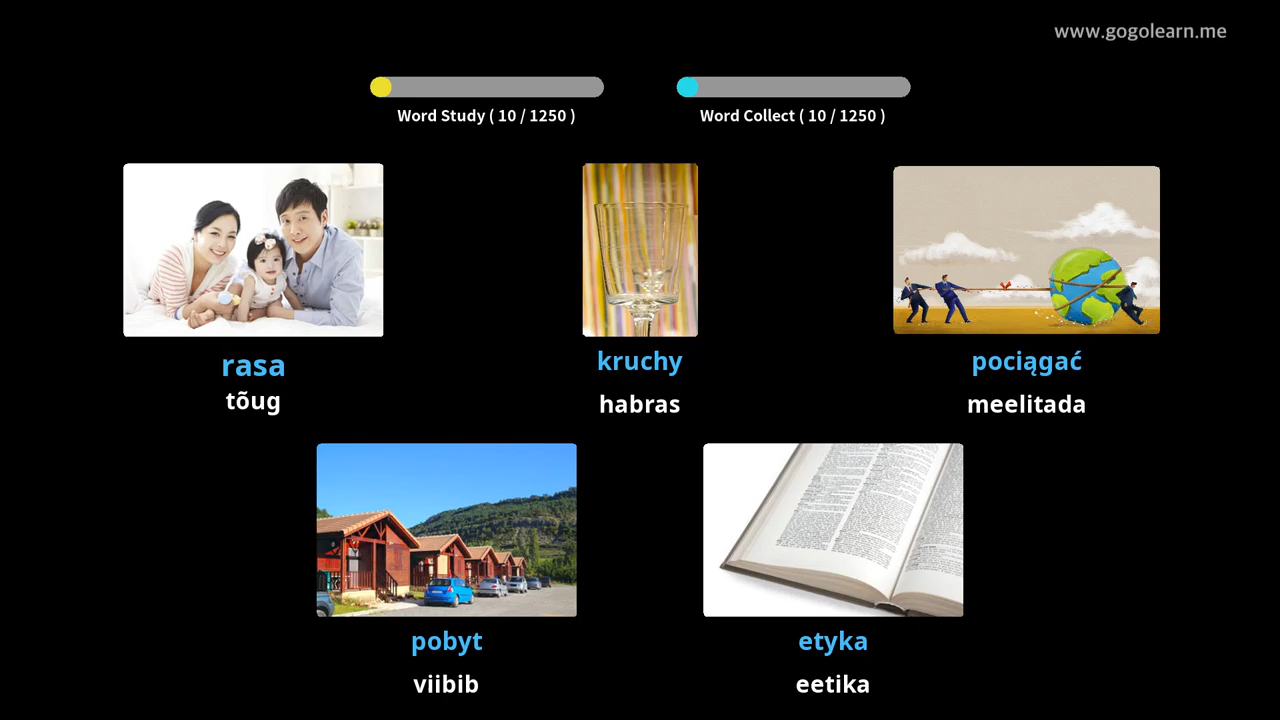 www.gogolearn.me
Word Study ( 10 / 1250 )
Word Collect ( 10 / 1250 )
rasa
tõug
kruchy
habras
pociągać
meelitada
pobyt
viibib
etyka
eetika